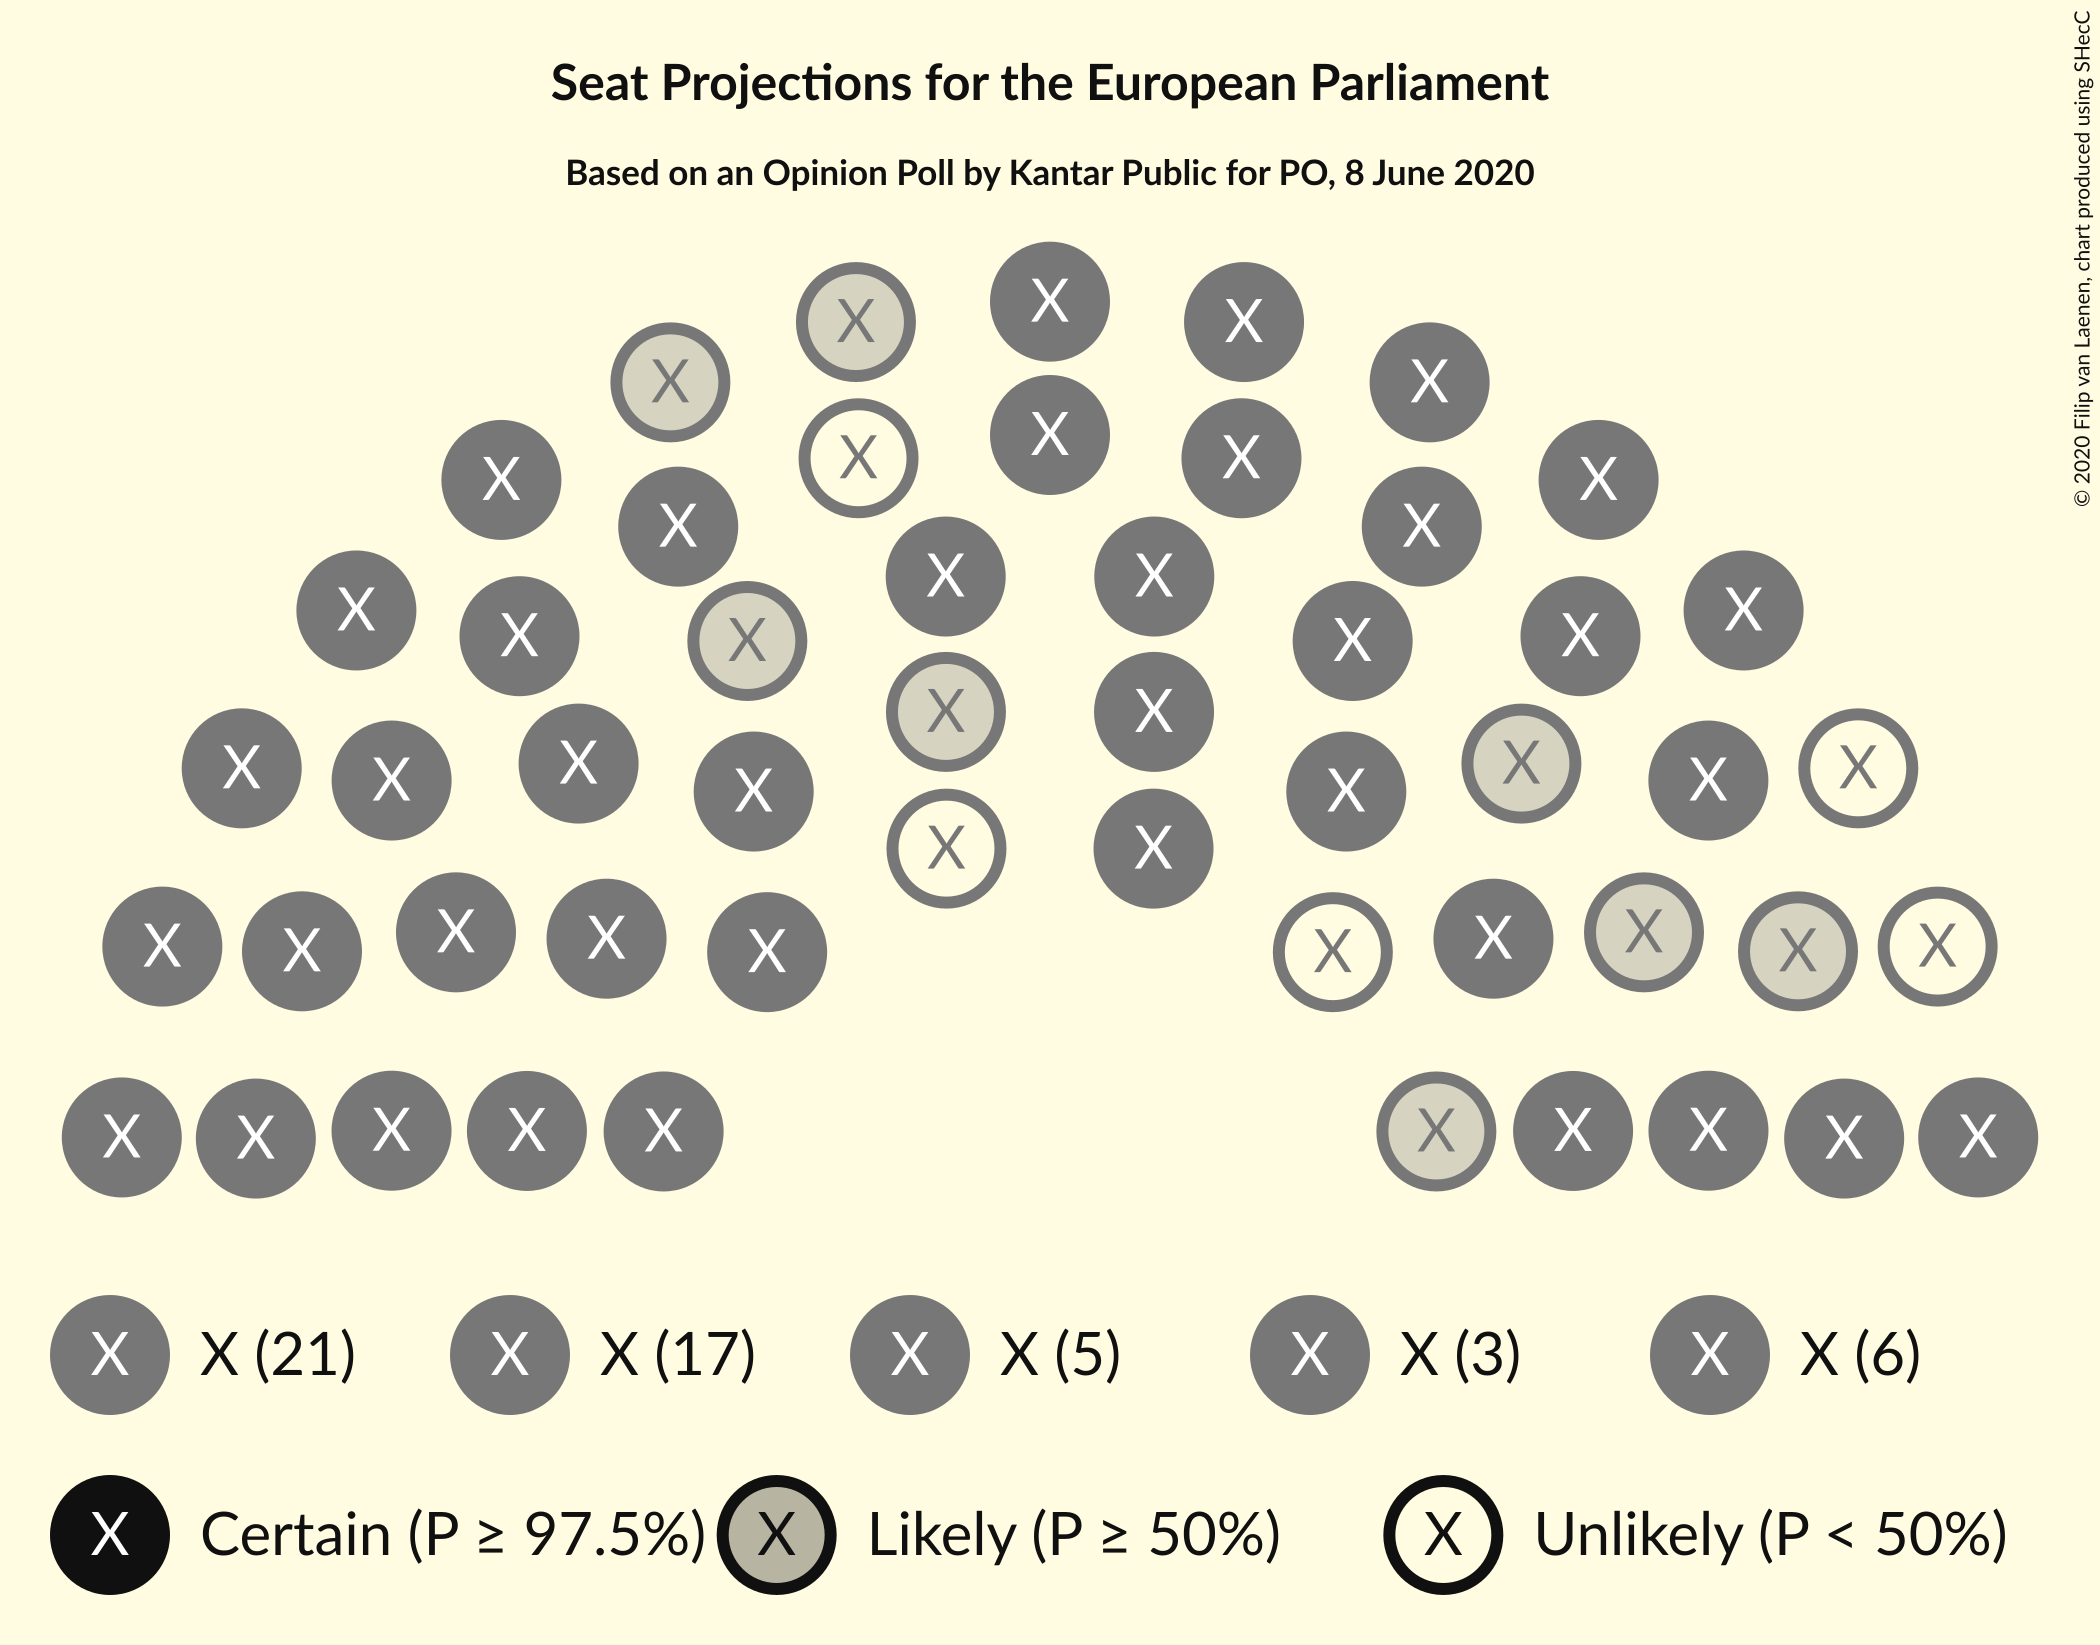 Seat Projections for the European Parliament
Based on an Opinion Poll by Kantar Public for PO, 8 June 2020
© 2020 Filip van Laenen, chart produced using SHecC
X X X
X X
X X X X X
X X X X
X X X X X X
X X
X X X X X X X X
X X
X X X X X X X X X X
X X X X X X X X X X
X X (21) X X (17) X X (5) X X (3) X X (6)
X Certain (P ≥ 97.5%) X Likely (P ≥ 50%) X Unlikely (P < 50%)